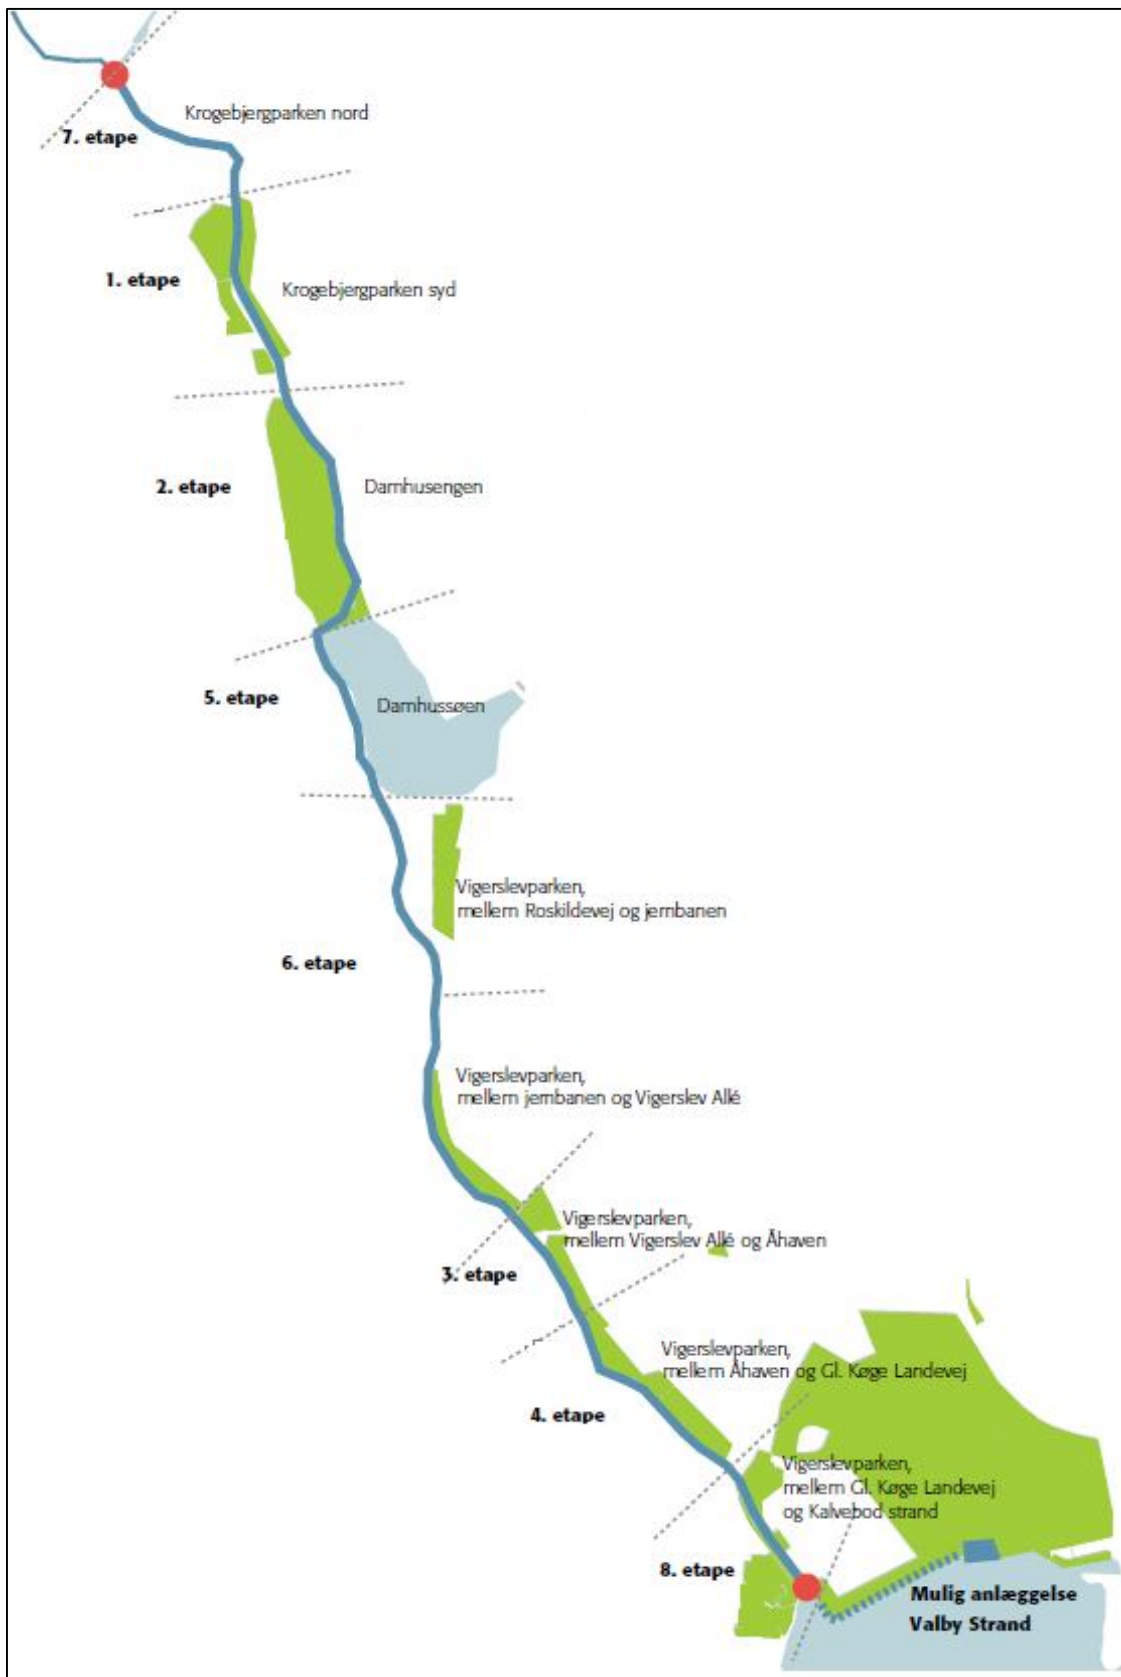 Krogebjergparken nord
7. etape
1. etape
Krogebjergparken syd
2. etape
Damhusengen
5. etape
Damhussøen
Vigerslevparken,
mellem Roskildevej og jernbanen
6. etape
Vigerslevparken,
mellem jernbanen og Vigerslev Allé
Vigerslevparken,
mellem Vigerslev Allé og Åhaven
3. etape
Vigerslevparken,
mellem Åhaven og Gl. Køge Landevej
4. etape
Vigerslevparken,
mellem Gl. Køge Landevej
og Kalvebod strand
8. etape
Mulig anlæggelse
Valby Strand